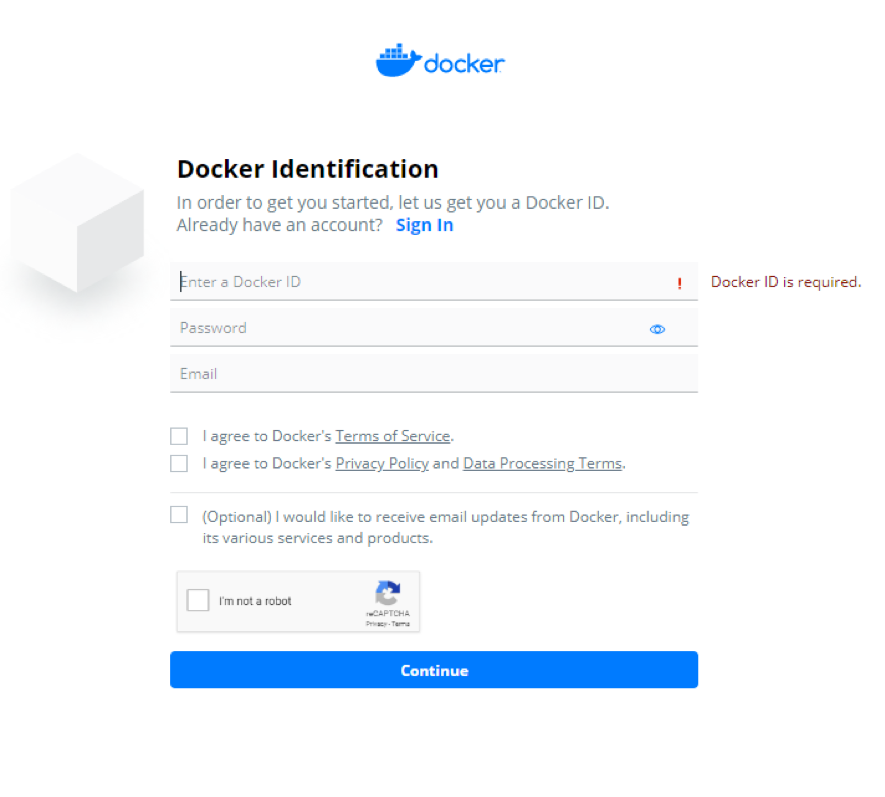 docker
Docker Identification
In order to get you started, let us get you a Docker ID.
Already have an account? Sign In
Enter a Docker ID ! Docker ID is required.
Password
Email
I agree to Docker's Terms of Service.
I agree to Docker's Privacy Policy and Data Processing Terms.
(Optional) I would like to receive email updates from Docker, including
its various services and products.
I'm not a robot
reCAPTCHA
Privacy - Terms
Continue